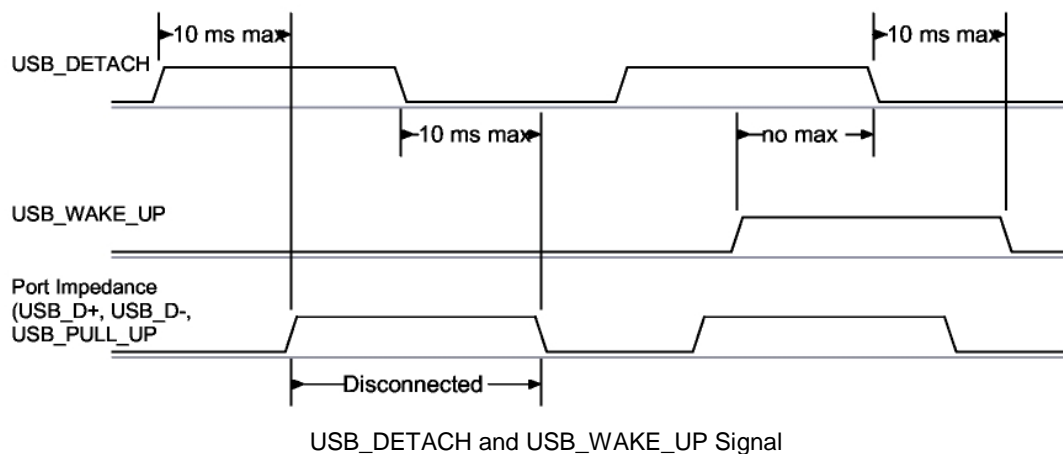 10 ms max
10 ms max
USB_DETACH
10 ms max
no max
USB_WAKE_UP
Port Impedance
(USB_D+, USB_D-,
USB_PULL_UP
Disconnected
USB_DETACH and USB_WAKE_UP Signal